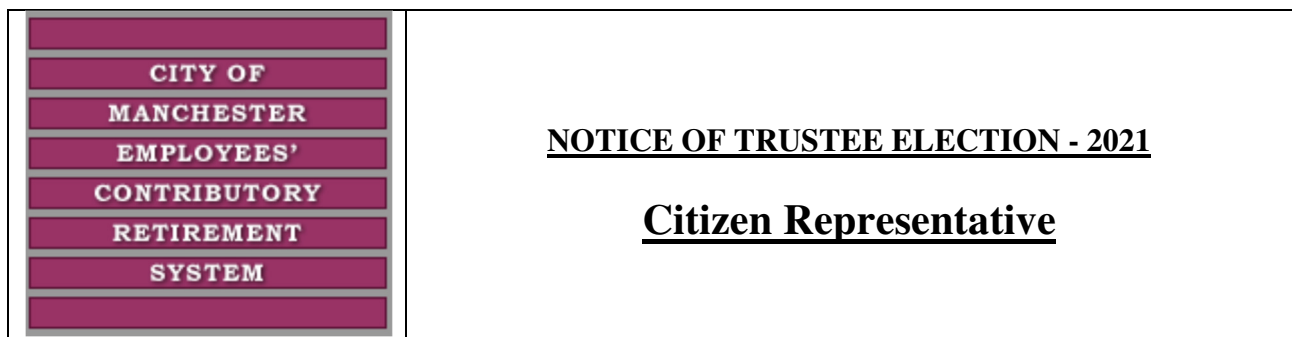 CITY OF
MANCHESTER
EMPLOYEES'
CONTRIBUTORY
RETIREMENT
SYSTEM
NOTICE OF TRUSTEE ELECTION - 2021
Citizen Representative